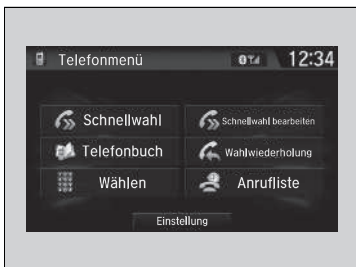 Telefonmenü 12:34
Schnellwahl Schnellwahl bearbeiten
Telefonbuch Wahlwiederholung
Wählen Anrufliste
Einstellung